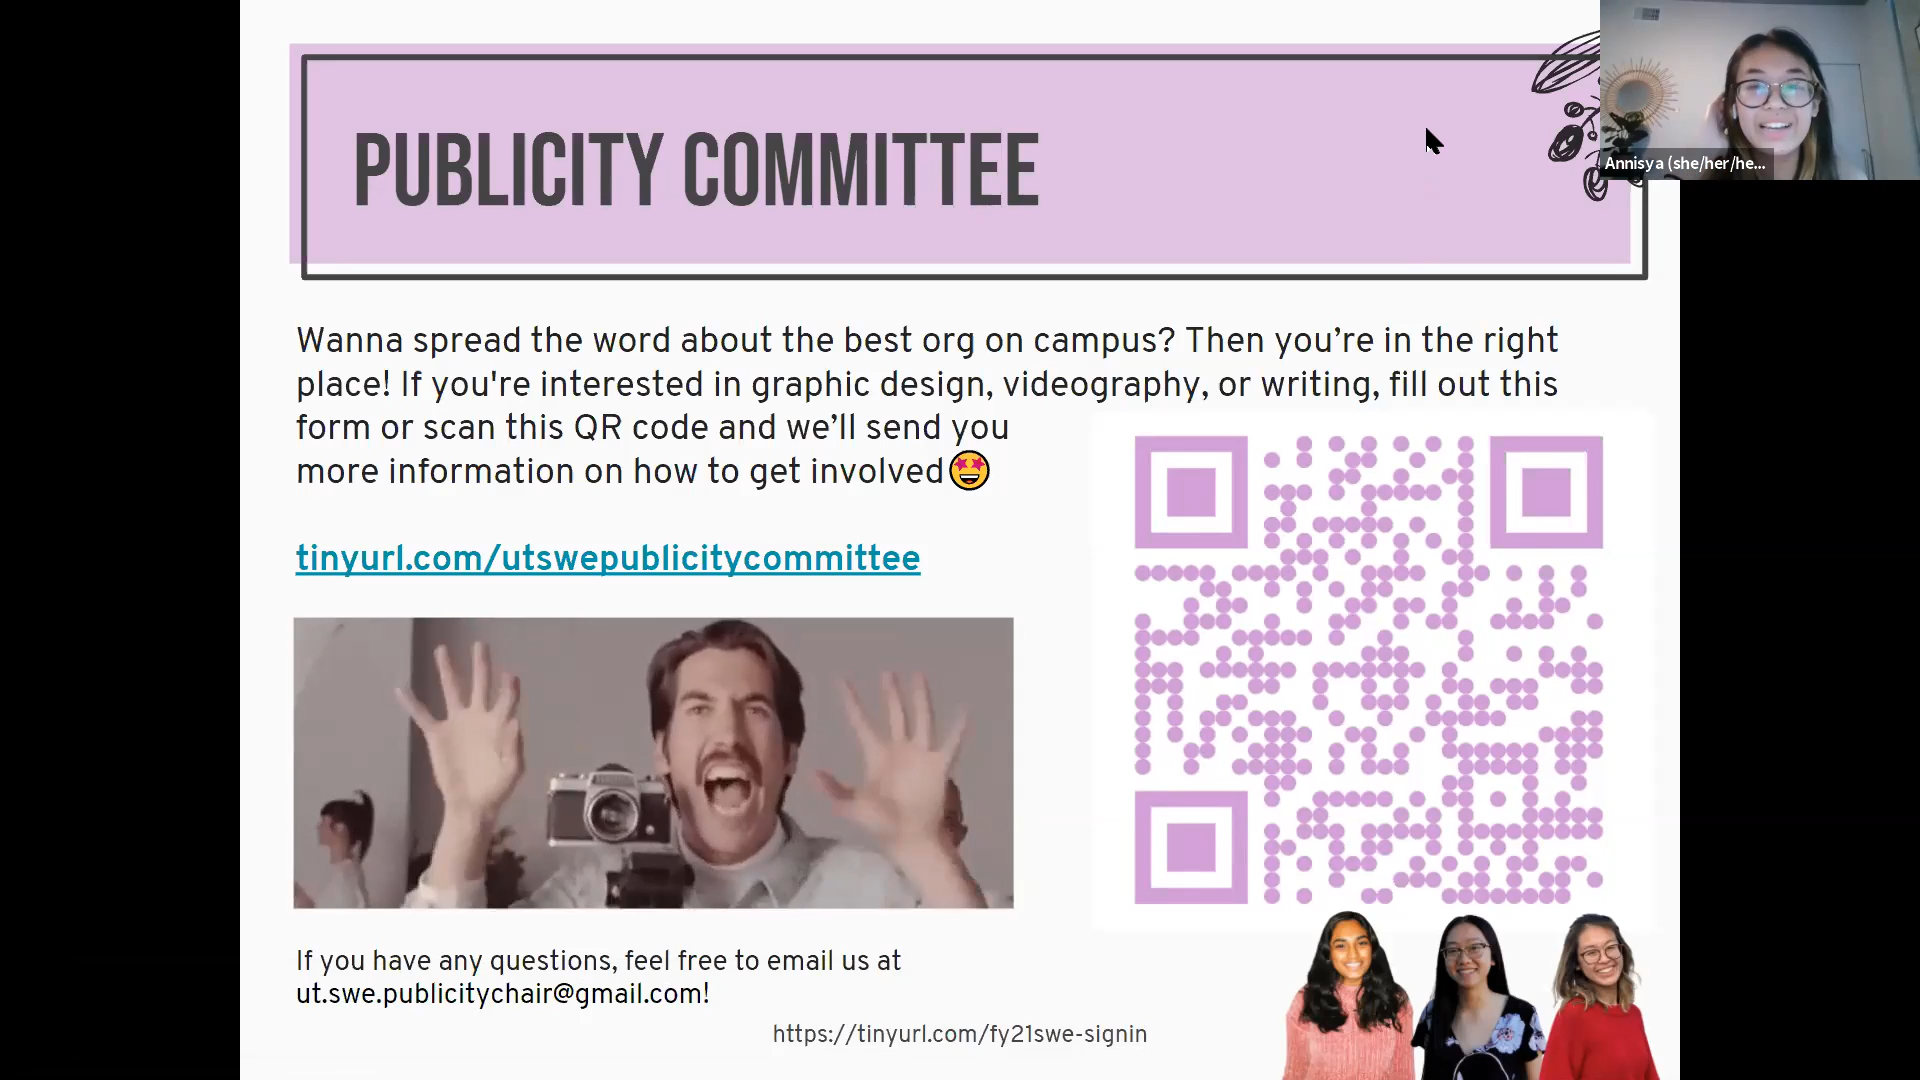 PUBLICITY COMMITTEE
Annisya (she/her/he...
Wanna spread the word about the best org on campus? Then you’re in the right
place! If you're interested in graphic design, videography, or writing, fill out this
form or scan this QR code and we’ll send you
more information on how to get involved🤩
tinyurl.com/utswepublicitycommittee
If you have any questions, feel free to email us at
ut.swe.publicitychair@gmail.com!
https://tinyurl.com/fy21swe-signin